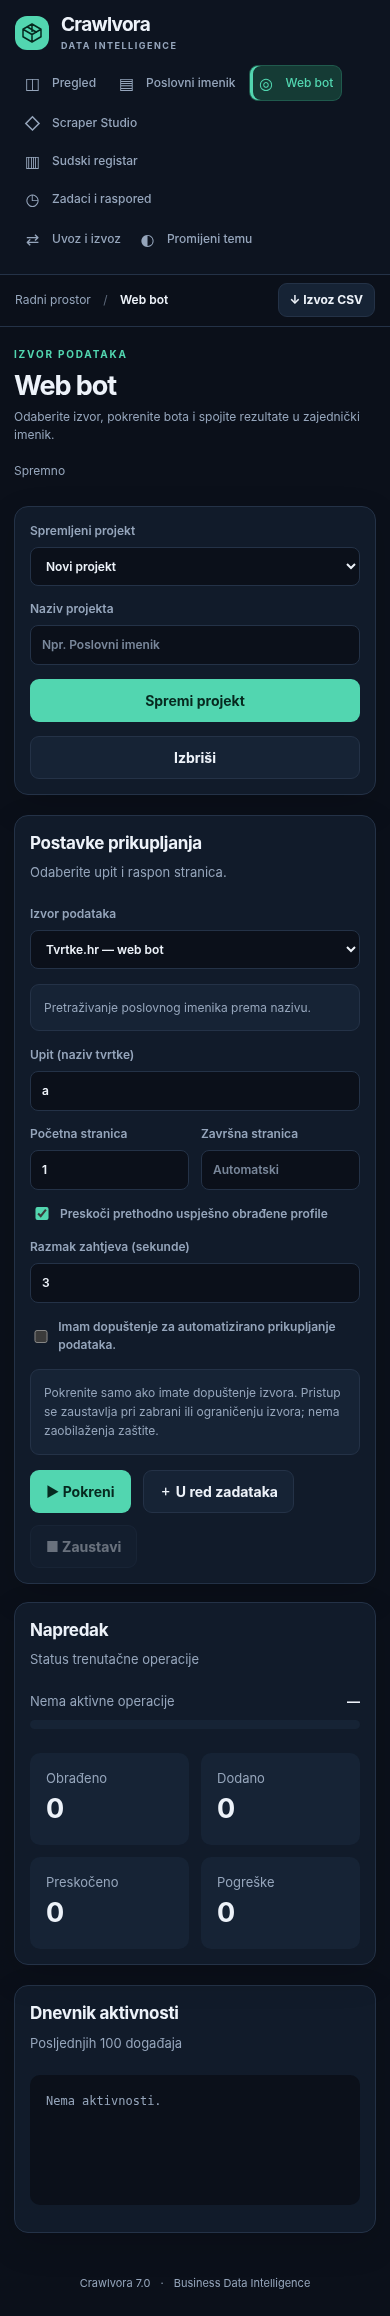 Crawlvora
DATA INTELLIGENCE
Pregled
Poslovni imenik
Web bot
Scraper Studio
Sudski registar
Zadaci i raspored
Uvoz i izvoz
Promijeni temu
Radni prostor / Web bot
↓ Izvoz CSV
IZVOR PODATAKA
Web bot
Odaberite izvor, pokrenite bota i spojite rezultate u zajednički
imenik.
Spremno
Spremljeni projekt
Novi projekt
Naziv projekta
Npr. Poslovni imenik
Spremi projekt
Izbriši
Postavke prikupljanja
Odaberite upit i raspon stranica.
Izvor podataka
Tvrtke.hr — web bot
Pretraživanje poslovnog imenika prema nazivu.
Upit (naziv tvrtke)
a
Početna stranica Završna stranica
1 Automatski
Preskoči prethodno uspješno obrađene profile
Razmak zahtjeva (sekunde)
3
Imam dopuštenje za automatizirano prikupljanje
podataka.
Pokrenite samo ako imate dopuštenje izvora. Pristup
se zaustavlja pri zabrani ili ograničenju izvora; nema
zaobilaženja zaštite.
▶ Pokreni
+ U red zadataka
■ Zaustavi
Napredak
Status trenutačne operacije
Nema aktivne operacije —
Obrađeno Dodano
0 0
Preskočeno Pogreške
0 0
Dnevnik aktivnosti
Posljednjih 100 događaja
Nema aktivnosti.
Crawlvora 7.0 · Business Data Intelligence